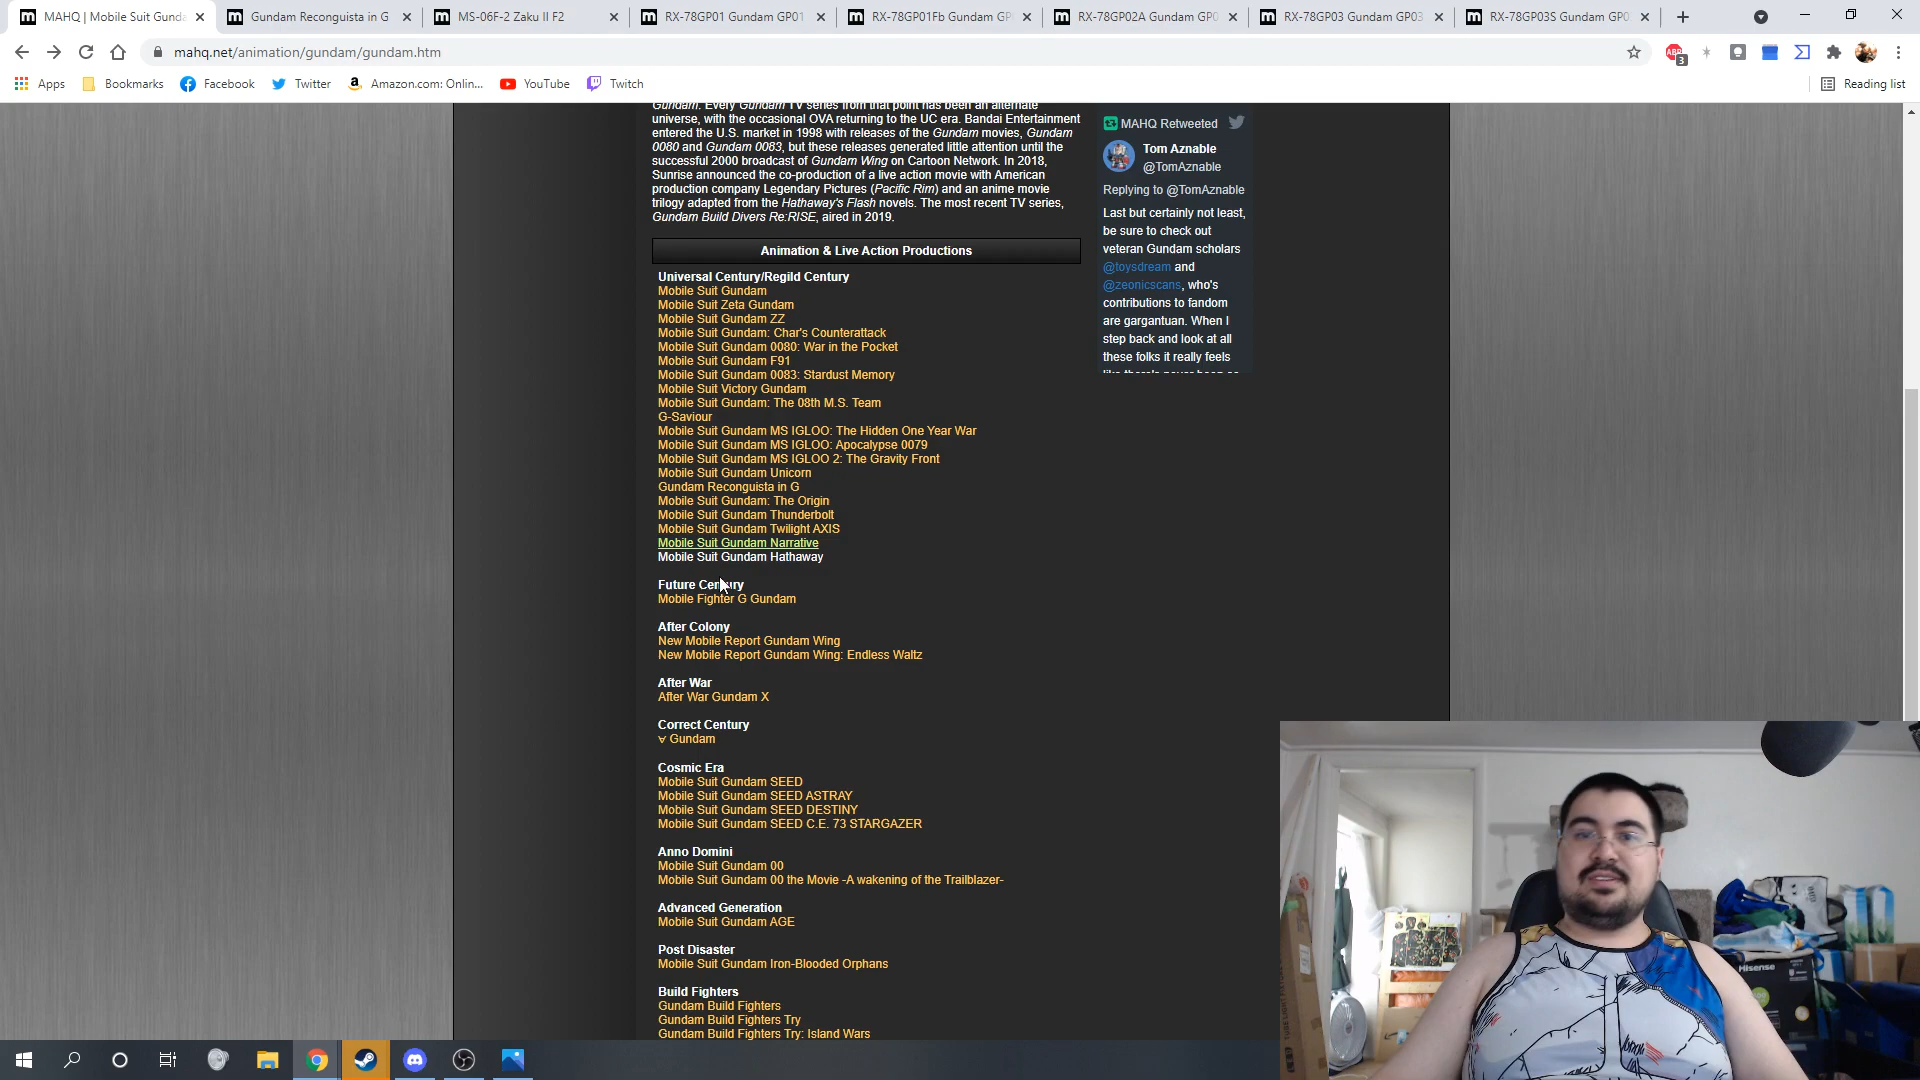 MAHQ | Mobile Suit Gunda
Gundam Reconguista in G
MS-06F-2 Zaku II F2
RX-78GP01 Gundam GP01
RX-78GP01Fb Gundam GP
RX-78GP02A Gundam GP0
RX-78GP03 Gundam GP03
RX-78GP03S Gundam GP0
mahq.net/animation/gundam/gundam.htm
ABP
3
Apps
Bookmarks
Facebook
Twitter
Amazon.com: Onlin...
YouTube
Twitch
Reading list
Gundam. Every Gundam TV series from that point has been an alternate
universe, with the occasional OVA returning to the UC era. Bandai Entertainment
entered the U.S. market in 1998 with releases of the Gundam movies, Gundam
0080 and Gundam 0083, but these releases generated little attention until the
successful 2000 broadcast of Gundam Wing on Cartoon Network. In 2018,
Sunrise announced the co-production of a live action movie with American
production company Legendary Pictures (Pacific Rim) and an anime movie
trilogy adapted from the Hathaway's Flash novels. The most recent TV series,
Gundam Build Divers Re:RISE, aired in 2019.
Animation & Live Action Productions
Universal Century/Regild Century
Mobile Suit Gundam
Mobile Suit Zeta Gundam
Mobile Suit Gundam ZZ
Mobile Suit Gundam: Char's Counterattack
Mobile Suit Gundam 0080: War in the Pocket
Mobile Suit Gundam F91
Mobile Suit Gundam 0083: Stardust Memory
Mobile Suit Victory Gundam
Mobile Suit Gundam: The 08th M.S. Team
G-Saviour
Mobile Suit Gundam MS IGLOO: The Hidden One Year War
Mobile Suit Gundam MS IGLOO: Apocalypse 0079
Mobile Suit Gundam MS IGLOO 2: The Gravity Front
Mobile Suit Gundam Unicorn
Gundam Reconguista in G
Mobile Suit Gundam: The Origin
Mobile Suit Gundam Thunderbolt
Mobile Suit Gundam Twilight AXIS
Mobile Suit Gundam Narrative
Mobile Suit Gundam Hathaway
Future Century
Mobile Fighter G Gundam
After Colony
New Mobile Report Gundam Wing
New Mobile Report Gundam Wing: Endless Waltz
After War
After War Gundam X
Correct Century
∀ Gundam
Cosmic Era
Mobile Suit Gundam SEED
Mobile Suit Gundam SEED ASTRAY
Mobile Suit Gundam SEED DESTINY
Mobile Suit Gundam SEED C.E. 73 STARGAZER
Anno Domini
Mobile Suit Gundam 00
Mobile Suit Gundam 00 the Movie -A wakening of the Trailblazer-
Advanced Generation
Mobile Suit Gundam AGE
Post Disaster
Mobile Suit Gundam Iron-Blooded Orphans
Build Fighters
Gundam Build Fighters
Gundam Build Fighters Try
Gundam Build Fighters Try: Island Wars
MAHQ Retweeted
Tom Aznable
@TomAznable
Replying to @TomAznable
Last but certainly not least,
be sure to check out
veteran Gundam scholars
@toysdream and
@zeonicscans, who's
contributions to fandom
are gargantuan. When I
step back and look at all
these folks it really feels
Hisense